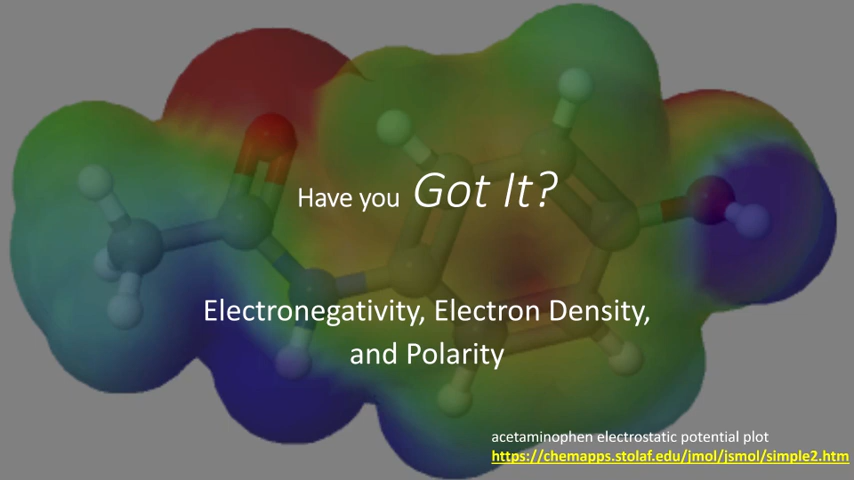 Have you Got It?
Electronegativity, Electron Density,
and Polarity
acetaminophen electrostatic potential plot
https://chemapps.stolaf.edu/jmol/jsmol/simple2.htm